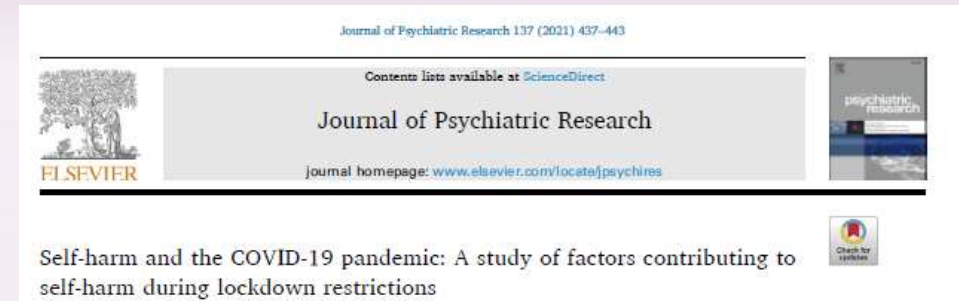 Journal of Psychiatric Research 137 (2021) 437–443
Contents lists available at ScienceDirect
Journal of Psychiatric Research
journal homepage: www.elsevier.com/locate/jpsychires
ELSEVIER
psychiatric
research
Check for
updates
Self-harm and the COVID-19 pandemic: A study of factors contributing to
self-harm during lockdown restrictions